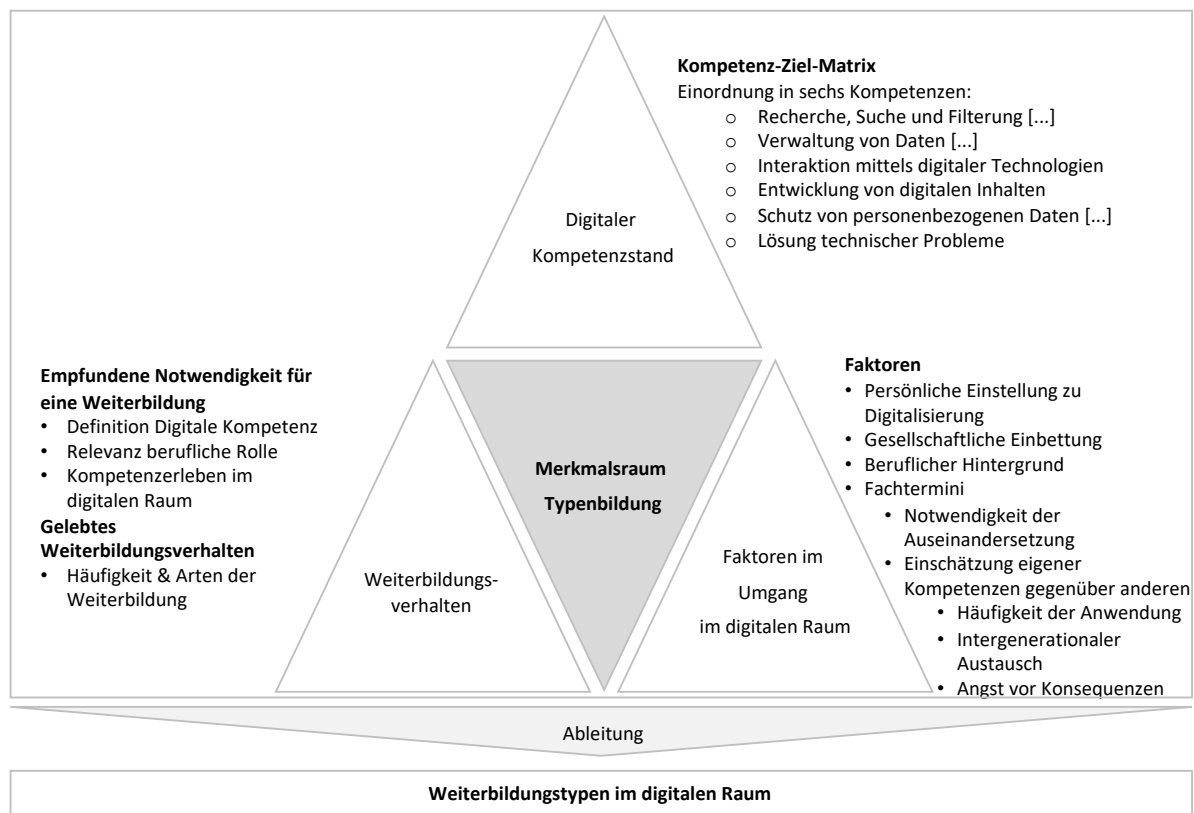 Kompetenz-Ziel-Matrix
Einordnung in sechs Kompetenzen:
o Recherche, Suche und Filterung [...]
o Verwaltung von Daten [...]
o Interaktion mittels digitaler Technologien
o Entwicklung von digitalen Inhalten
o Schutz von personenbezogenen Daten [...]
o Lösung technischer Probleme
Digitaler
Kompetenzstand
Empfundene Notwendigkeit für
eine Weiterbildung
• Definition Digitale Kompetenz
• Relevanz berufliche Rolle
• Kompetenzerleben im
digitalen Raum
Gelebtes
Weiterbildungsverhalten
• Häufigkeit & Arten der
Weiterbildung
Weiterbildungs-
verhalten
Merkmalsraum
Typenbildung
Faktoren im
Umgang
im digitalen Raum
Faktoren
• Persönliche Einstellung zu
Digitalisierung
• Gesellschaftliche Einbettung
• Beruflicher Hintergrund
• Fachtermini
• Notwendigkeit der
Auseinandersetzung
• Einschätzung eigener
Kompetenzen gegenüber anderen
• Häufigkeit der Anwendung
• Intergenerationaler
Austausch
• Angst vor Konsequenzen
Ableitung
Weiterbildungstypen im digitalen Raum